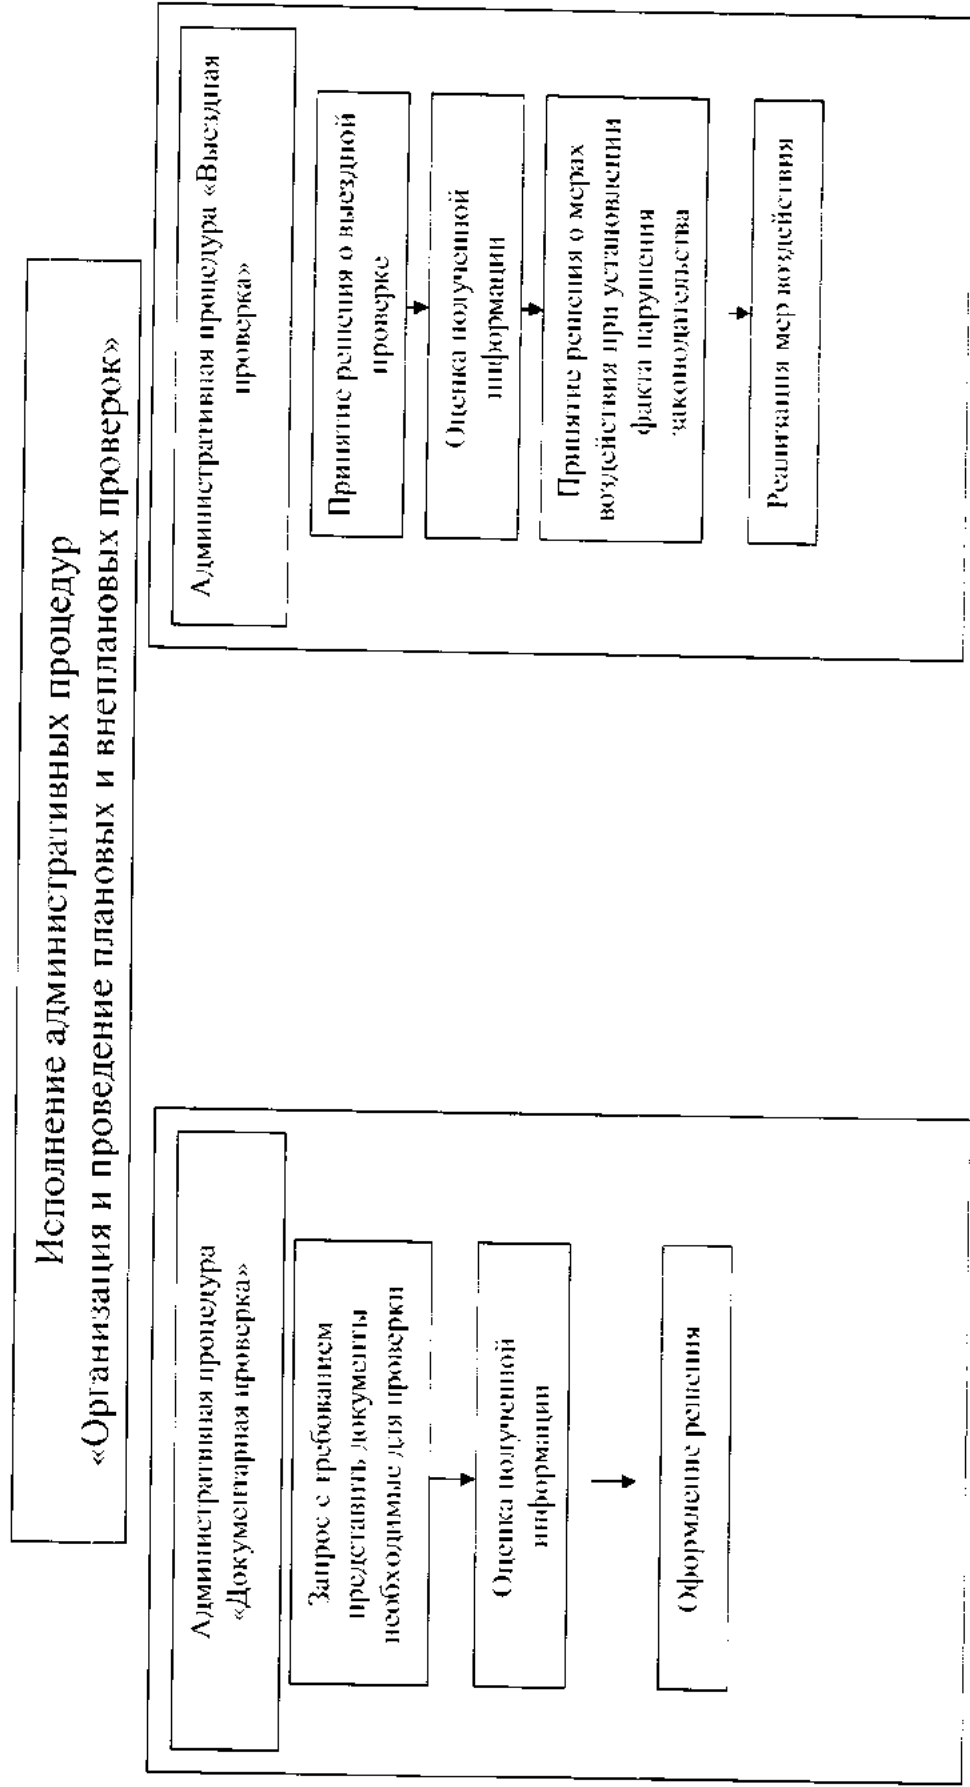 Исполнение административных процедур
«Организация и проведение плановых и внеплановых проверок»
Административная процедура
«Документарная проверка»
Запрос с требованием
представить документы
необходимые для проверки
Оценка полученной
информации
Оформление решения
Административная процедура «Выездная
проверка»
Принятие решения о выездной
проверке
Оценка полученной
информации
Принятие решения о мерах
воздействия при установлении
факта нарушения
законодательства
Реализация мер воздействия